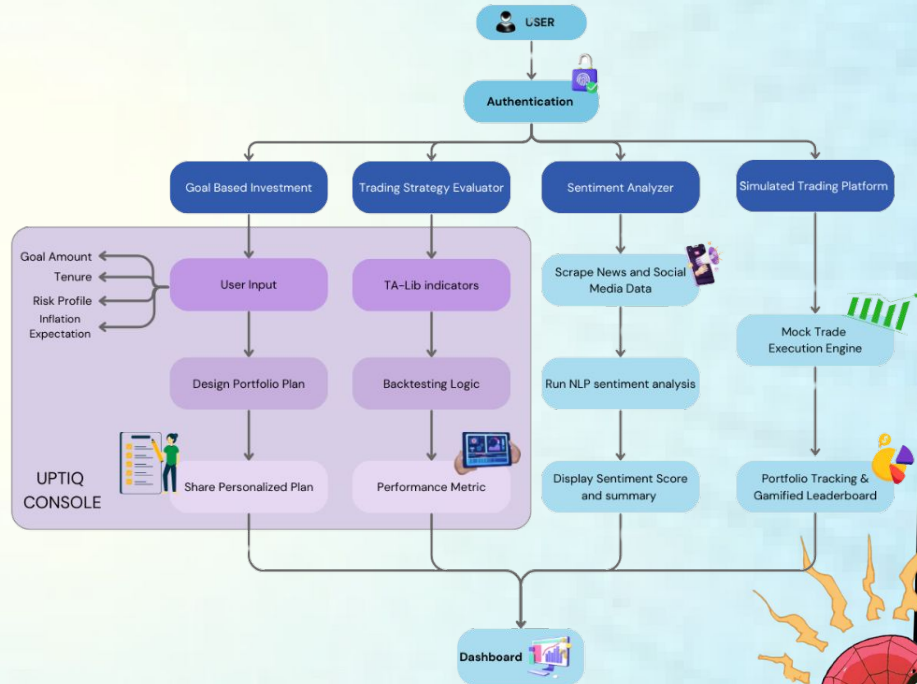 USER
Authentication
Goal Based Investment
Trading Strategy Evaluator
Sentiment Analyzer
Simulated Trading Platform
Goal Amount
Tenure
Risk Profile
Inflation
Expectation
User Input
TA-Lib indicators
Scrape News and Social
Media Data
Mock Trade
Execution Engine
Design Portfolio Plan
Backtesting Logic
Run NLP sentiment analysis
UPTIQ
CONSOLE
Share Personalized Plan
Performance Metric
Display Sentiment Score
and summary
Portfolio Tracking &
Gamified Leaderboard
Dashboard